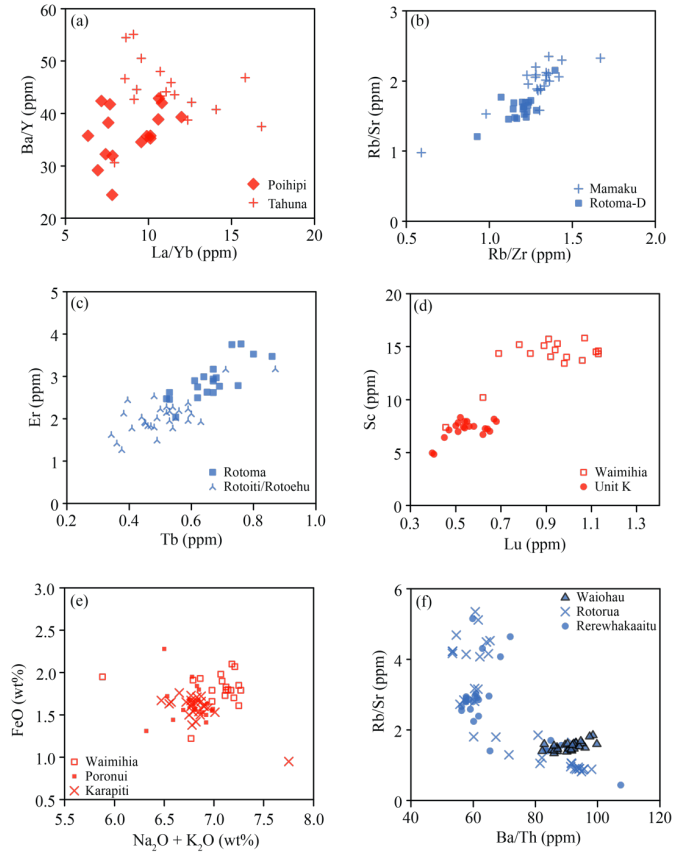 (a)
60
50
40
30
20
Ba/Y (ppm)
Poihipi
Tahuna
5
10
15
20
La/Yb (ppm)
(b)
3
2
1
0
Rb/Sr (ppm)
Mamaku
Rotoma-D
0.5
1.0
1.5
2.0
Rb/Zr (ppm)
(c)
5
4
3
2
1
0
Er (ppm)
Rotoma
Rotoiti/Rotoehu
0.2
0.4
0.6
0.8
1.0
Tb (ppm)
(d)
20
15
10
5
0
Sc (ppm)
Waimihia
Unit K
0.3
0.5
0.7
0.9
1.1
Lu (ppm)
(e)
3.0
2.5
2.0
1.5
1.0
0.5
FeO (wt%)
Waimihia
Poronui
Karapiti
5.5
6.0
6.5
7.0
7.5
8.0
Na₂O + K₂O (wt%)
(f)
6
4
2
0
Rb/Sr (ppm)
Waiohau
Rotorua
Rerewhakaaitu
40
60
80
100
120
Ba/Th (ppm)